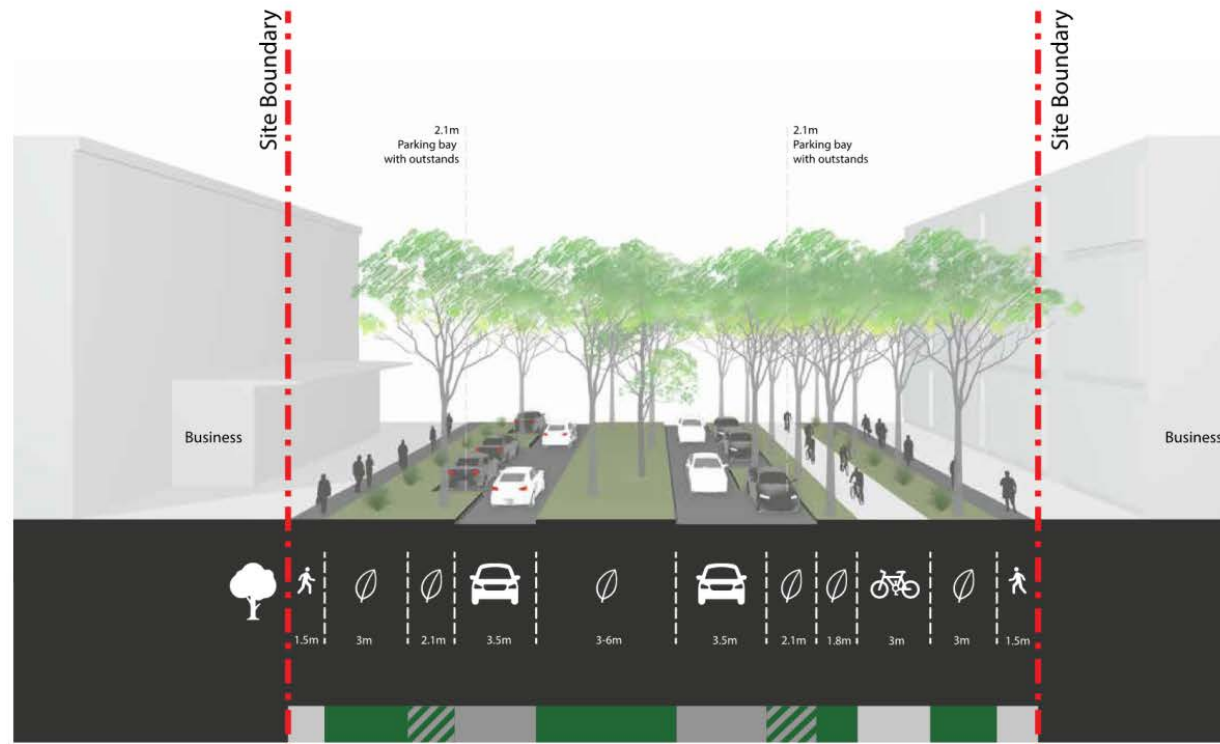 Site Boundary
Site Boundary
2.1m
Parking bay
with outstands
2.1m
Parking bay
with outstands
Business
Business
1.5m
3m
2.1m
3.5m
3-6m
3.5m
2.1m
1.8m
3m
3m
1.5m